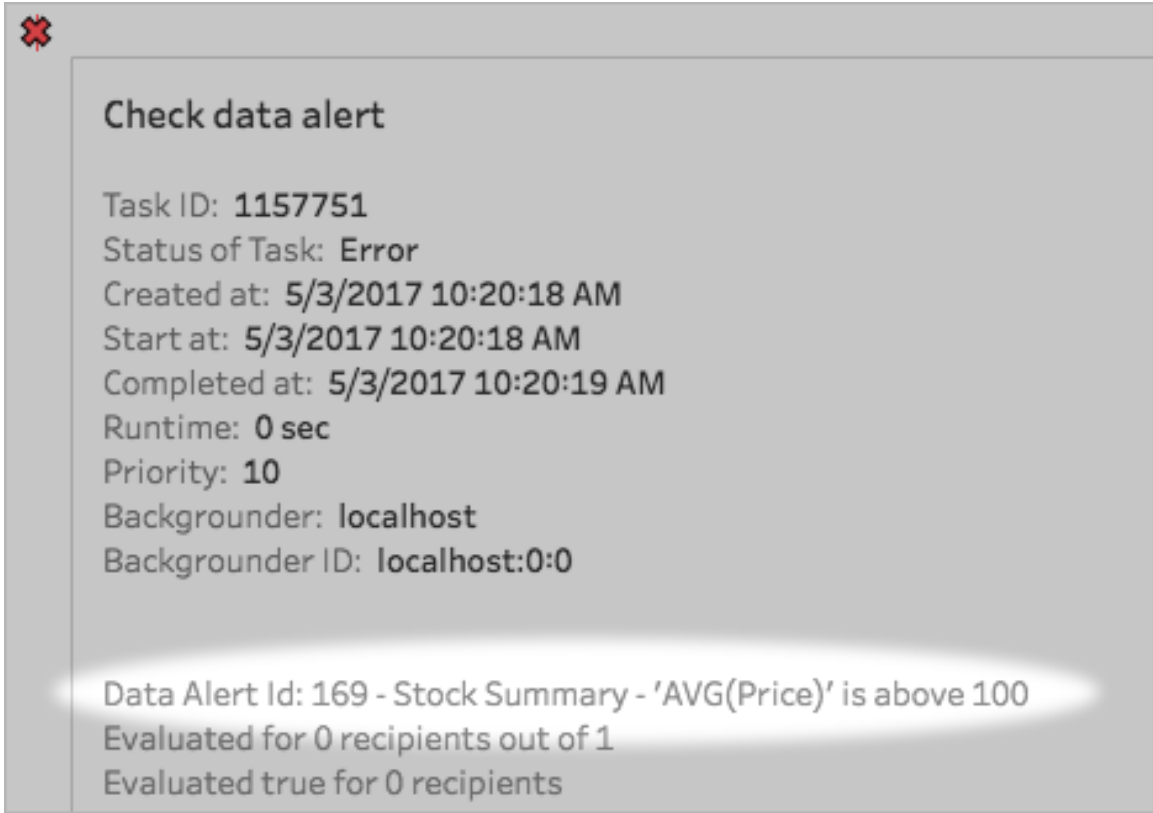 Check data alert
Task ID: 1157751
Status of Task: Error
Created at: 5/3/2017 10:20:18 AM
Start at: 5/3/2017 10:20:18 AM
Completed at: 5/3/2017 10:20:19 AM
Runtime: 0 sec
Priority: 10
Backgrounder: localhost
Backgrounder ID: localhost:0:0
Data Alert Id: 169 - Stock Summary - 'AVG(Price)' is above 100
Evaluated for 0 recipients out of 1
Evaluated true for 0 recipients